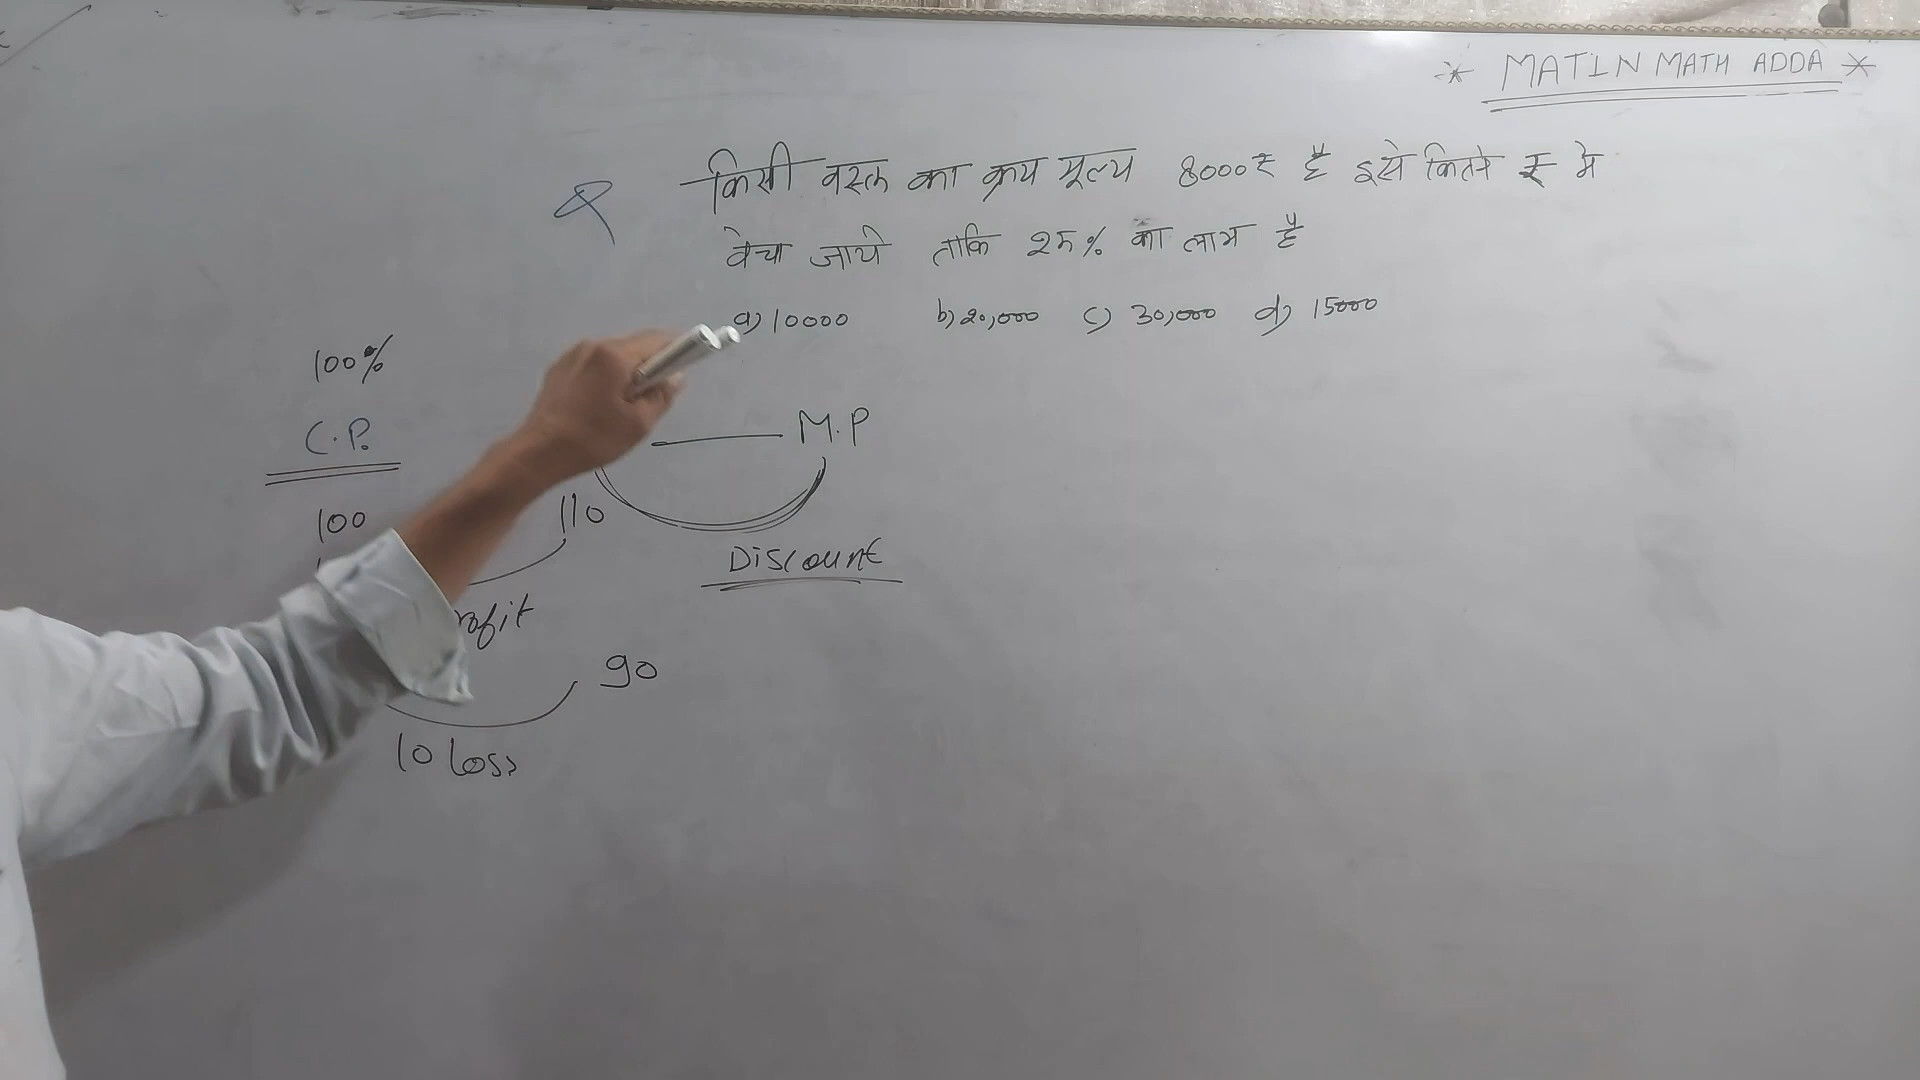 * MATIN MATH ADDA *
Q किसी वस्तु का क्रय मूल्य 8000₹ है इसे कितने ₹ मे
वेचा जाये ताकि 25% का लाभ है
a) 10000 b) 20,000 c) 30,000 d) 15000
100%
C.P. M.P
100 110
Discount
90
10 Loss